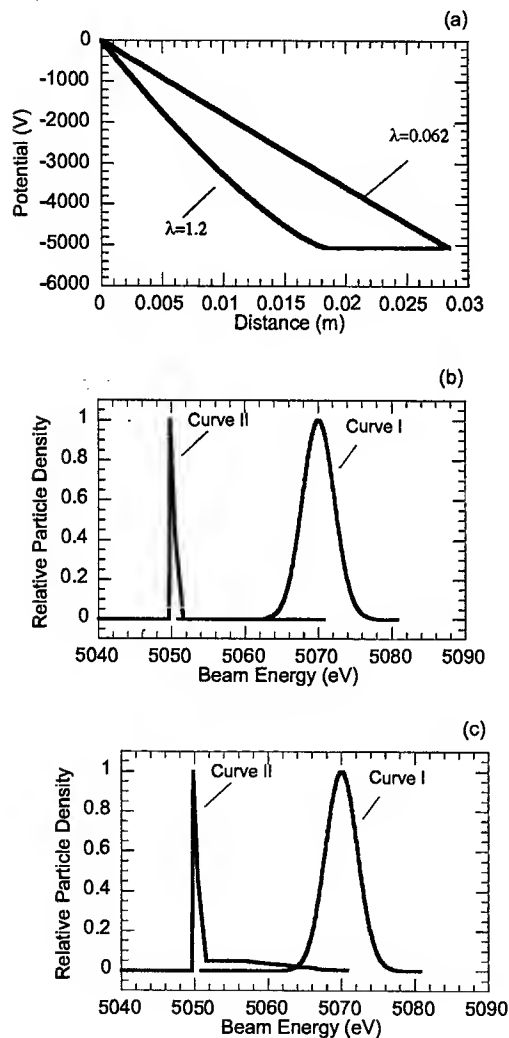 (a)
0
-1000
-2000
-3000
-4000
-5000
-6000
Potential (V)
λ=0.062
λ=1.2
0 0.005 0.01 0.015 0.02 0.025 0.03
Distance (m)
(b)
1
0.8
0.6
0.4
0.2
0
Relative Particle Density
Curve II
Curve I
5040 5050 5060 5070 5080 5090
Beam Energy (eV)
(c)
1
0.8
0.6
0.4
0.2
0
Relative Particle Density
Curve II
Curve I
5040 5050 5060 5070 5080 5090
Beam Energy (eV)